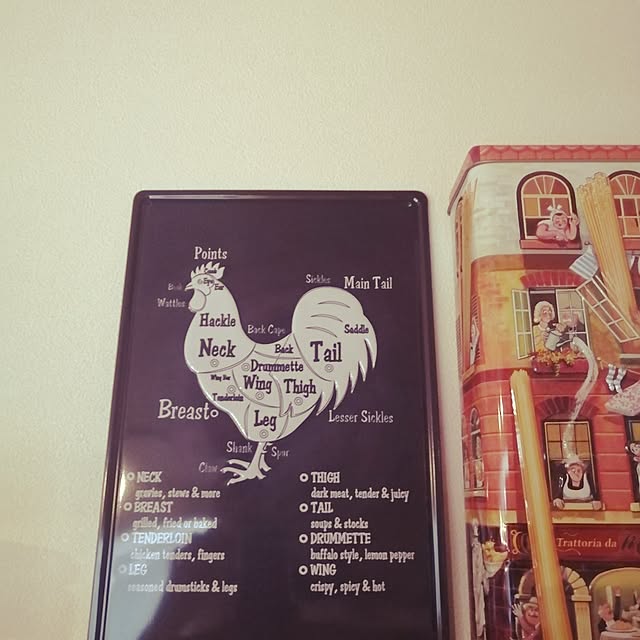 Points
Beak
Ear
Sickles
Main Tail
Wattles
Hackle
Back Cape
Saddle
Neck
Back
Tail
Drummette
Wing Bar
Wing
Thigh
Tenderloin
Breast
Leg
Lesser Sickles
Shank
Spur
Claw
NECK
gravies, stews & more
BREAST
grilled, fried or baked
TENDERLOIN
chicken tenders, fingers
LEG
seasoned drumsticks & legs
THIGH
dark meat, tender & juicy
TAIL
soups & stocks
DRUMMETTE
buffalo style, lemon pepper
WING
crispy, spicy & hot
Trattoria da